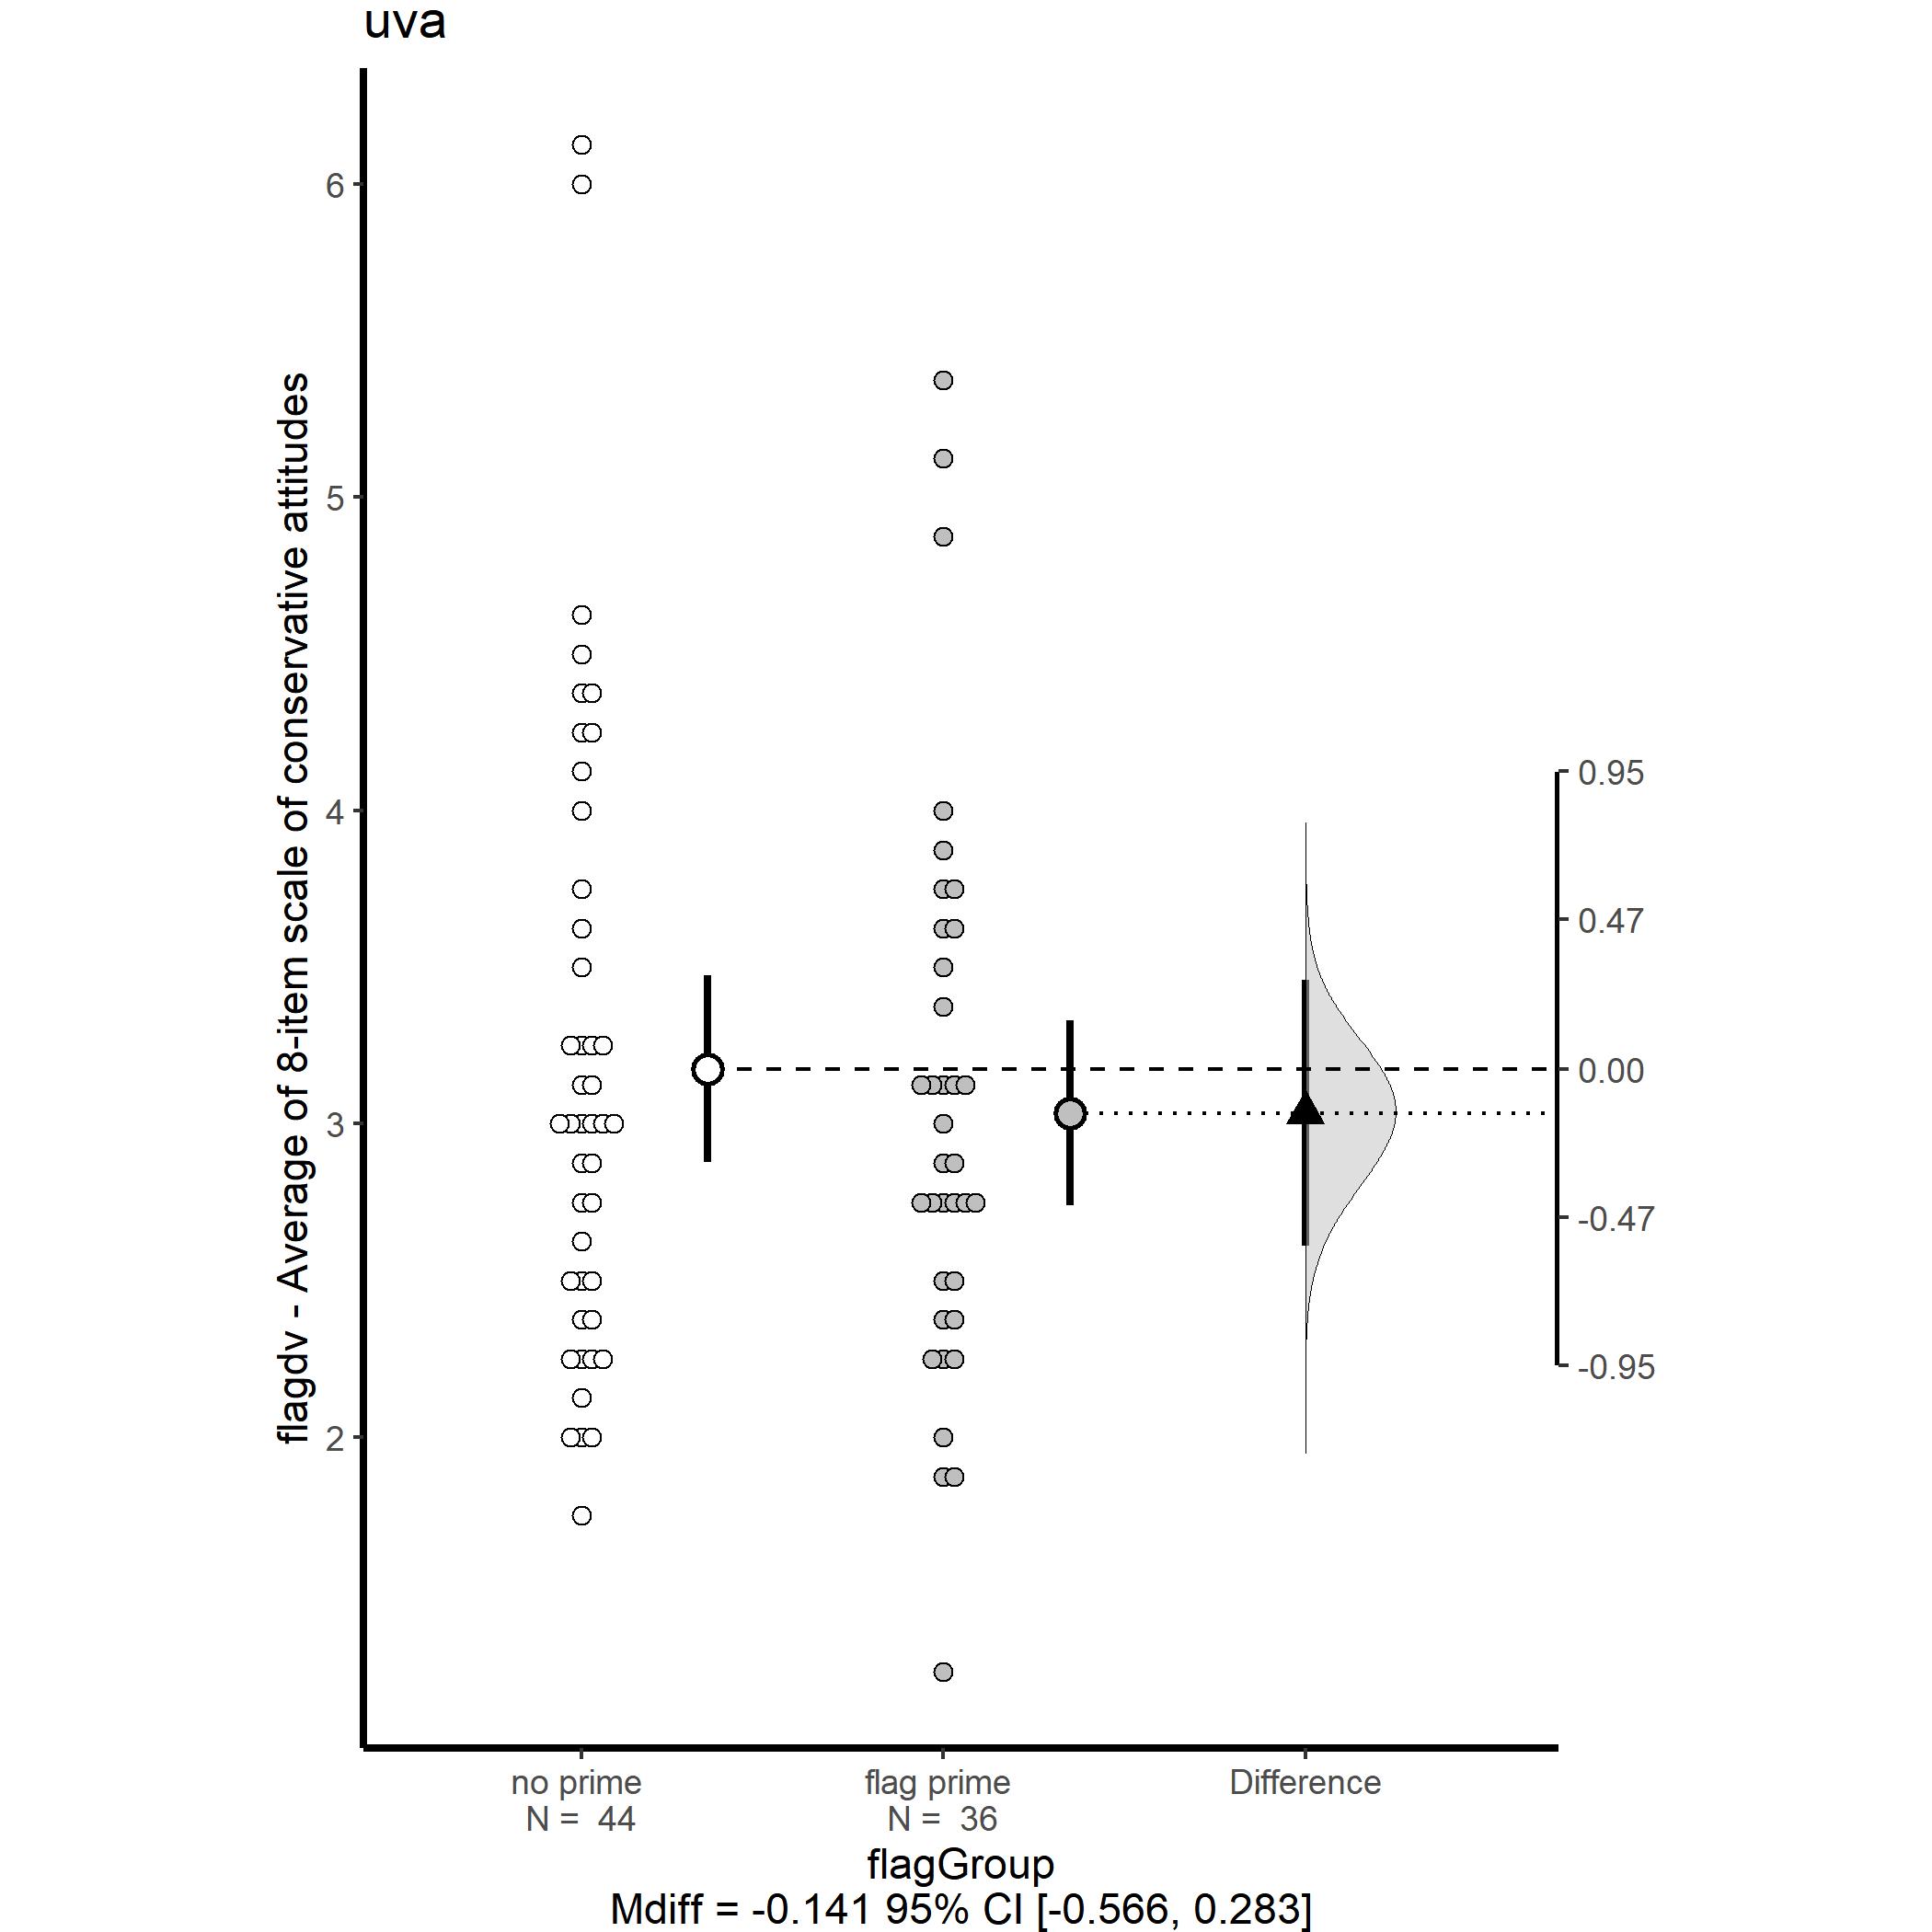 uva
flagdv - Average of 8-item scale of conservative attitudes
6
5
4
3
2
0.95
0.47
0.00
-0.47
-0.95
no prime
N =  44
flag prime
N =  36
Difference
flagGroup
Mdiff = -0.141 95% CI [-0.566, 0.283]